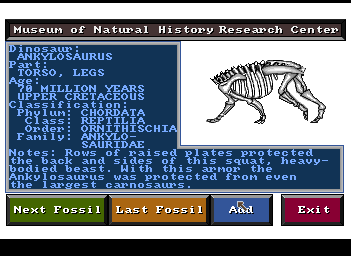 Museum of Natural History Research Center
Dinosaur:
ANKYLOSAURUS
Part:
TORSO, LEGS
Age:
70 MILLION YEARS
UPPER CRETACEOUS
Classification:
Phylum: CHORDATA
Class: REPTILIA
Order: ORNITHISCHIA
Family: ANKYLO-
SAURIDAE
Notes: Rows of raised plates protected
the back and sides of this squat, heavy-
bodied beast. With this armor the
Ankylosaurus was protected from even
the largest carnosaurs.
Next Fossil
Last Fossil
Add
Exit